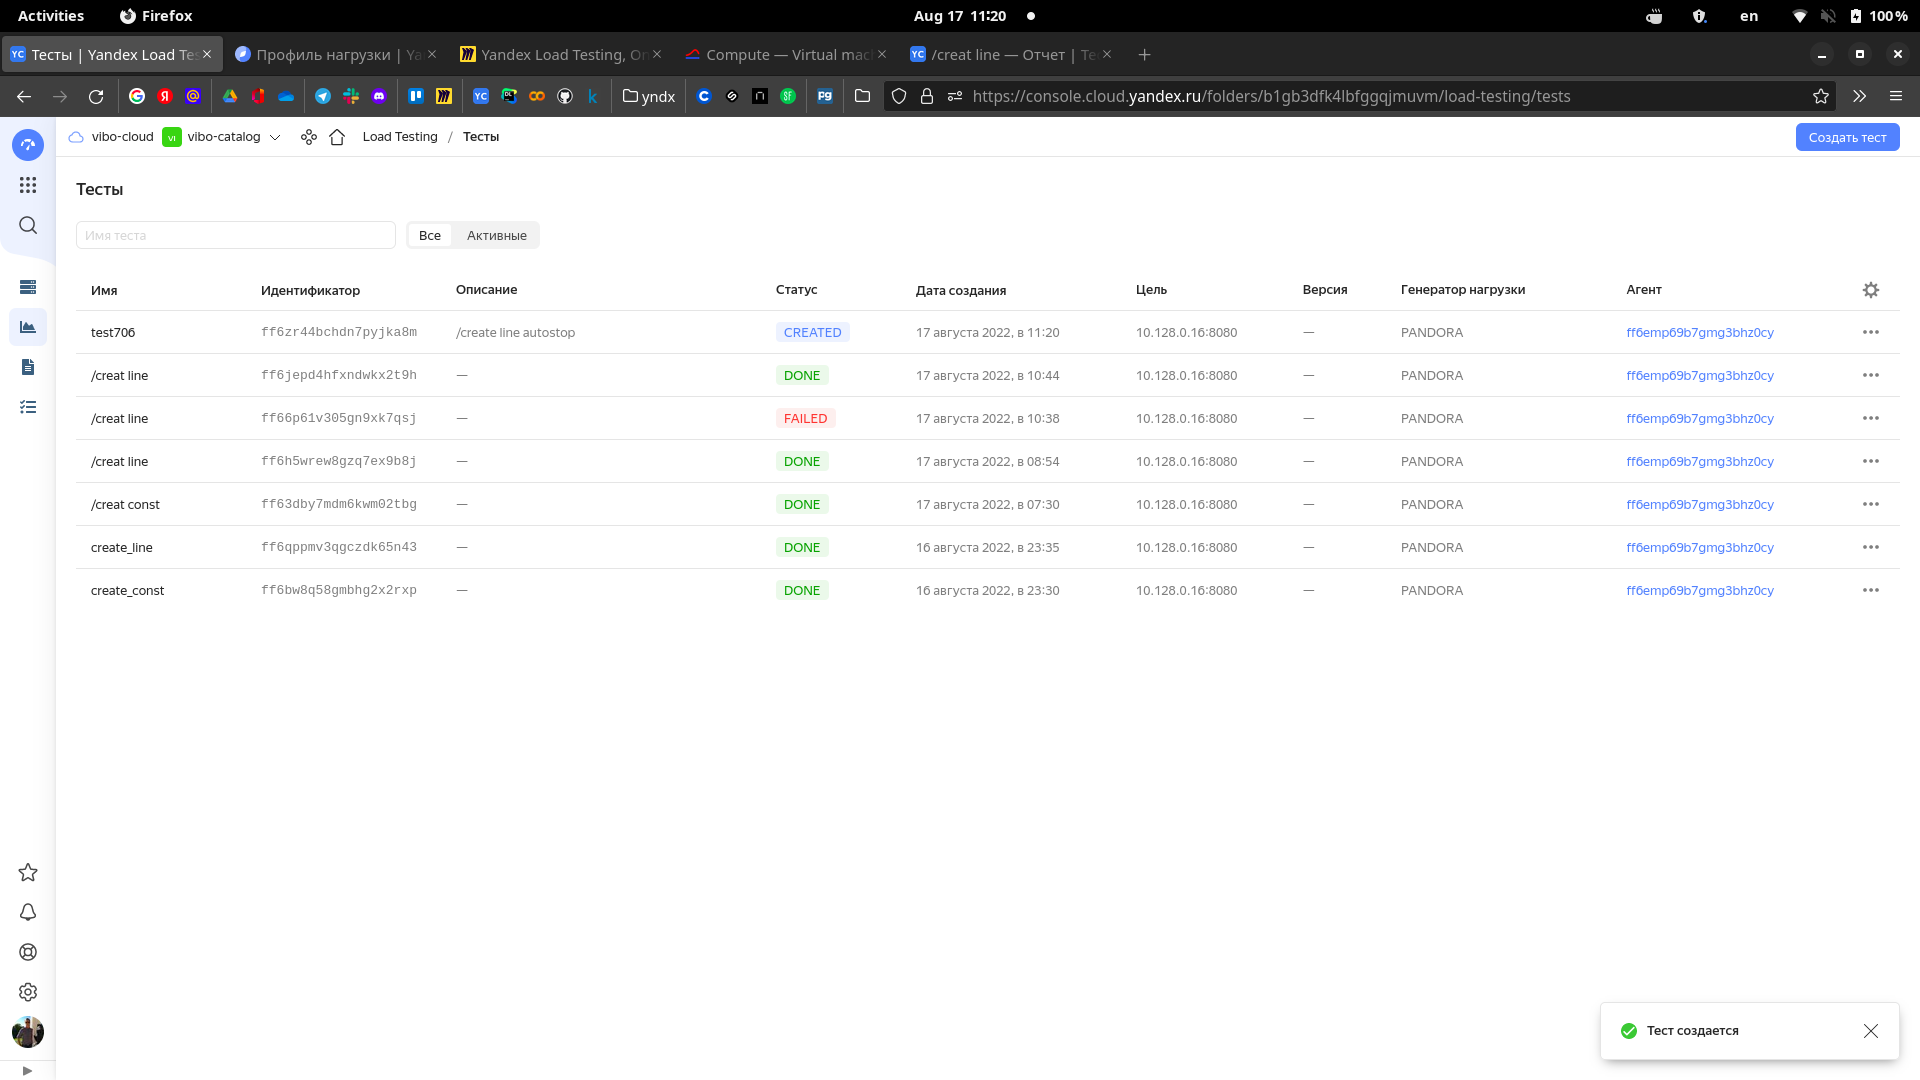 Activities Firefox Aug 17 11:20 en 100 %
Тесты | Yandex Load Tes Профиль нагрузки | Ya Yandex Load Testing, On Compute — Virtual mac /creat line — Отчет | Te
yndx https://console.cloud.yandex.ru/folders/b1gb3dfk4lbfggqjmuvm/load-testing/tests
vibo-cloud VI vibo-catalog Load Testing / Тесты Создать тест
Тесты
Имя теста Все Активные
Имя Идентификатор Описание Статус Дата создания Цель Версия Генератор нагрузки Агент
test706 ff6zr44bchdn7pyjka8m /create line autostop CREATED 17 августа 2022, в 11:20 10.128.0.16:8080 — PANDORA ff6emp69b7gmg3bhz0cy
/creat line ff6jepd4hfxndwkx2t9h — DONE 17 августа 2022, в 10:44 10.128.0.16:8080 — PANDORA ff6emp69b7gmg3bhz0cy
/creat line ff66p61v305gn9xk7qsj — FAILED 17 августа 2022, в 10:38 10.128.0.16:8080 — PANDORA ff6emp69b7gmg3bhz0cy
/creat line ff6h5wrew8gzq7ex9b8j — DONE 17 августа 2022, в 08:54 10.128.0.16:8080 — PANDORA ff6emp69b7gmg3bhz0cy
/creat const ff63dby7mdm6kwm02tbg — DONE 17 августа 2022, в 07:30 10.128.0.16:8080 — PANDORA ff6emp69b7gmg3bhz0cy
create_line ff6qppmv3qgczdk65n43 — DONE 16 августа 2022, в 23:35 10.128.0.16:8080 — PANDORA ff6emp69b7gmg3bhz0cy
create_const ff6bw8q58gmbhg2x2rxp — DONE 16 августа 2022, в 23:30 10.128.0.16:8080 — PANDORA ff6emp69b7gmg3bhz0cy
Тест создается